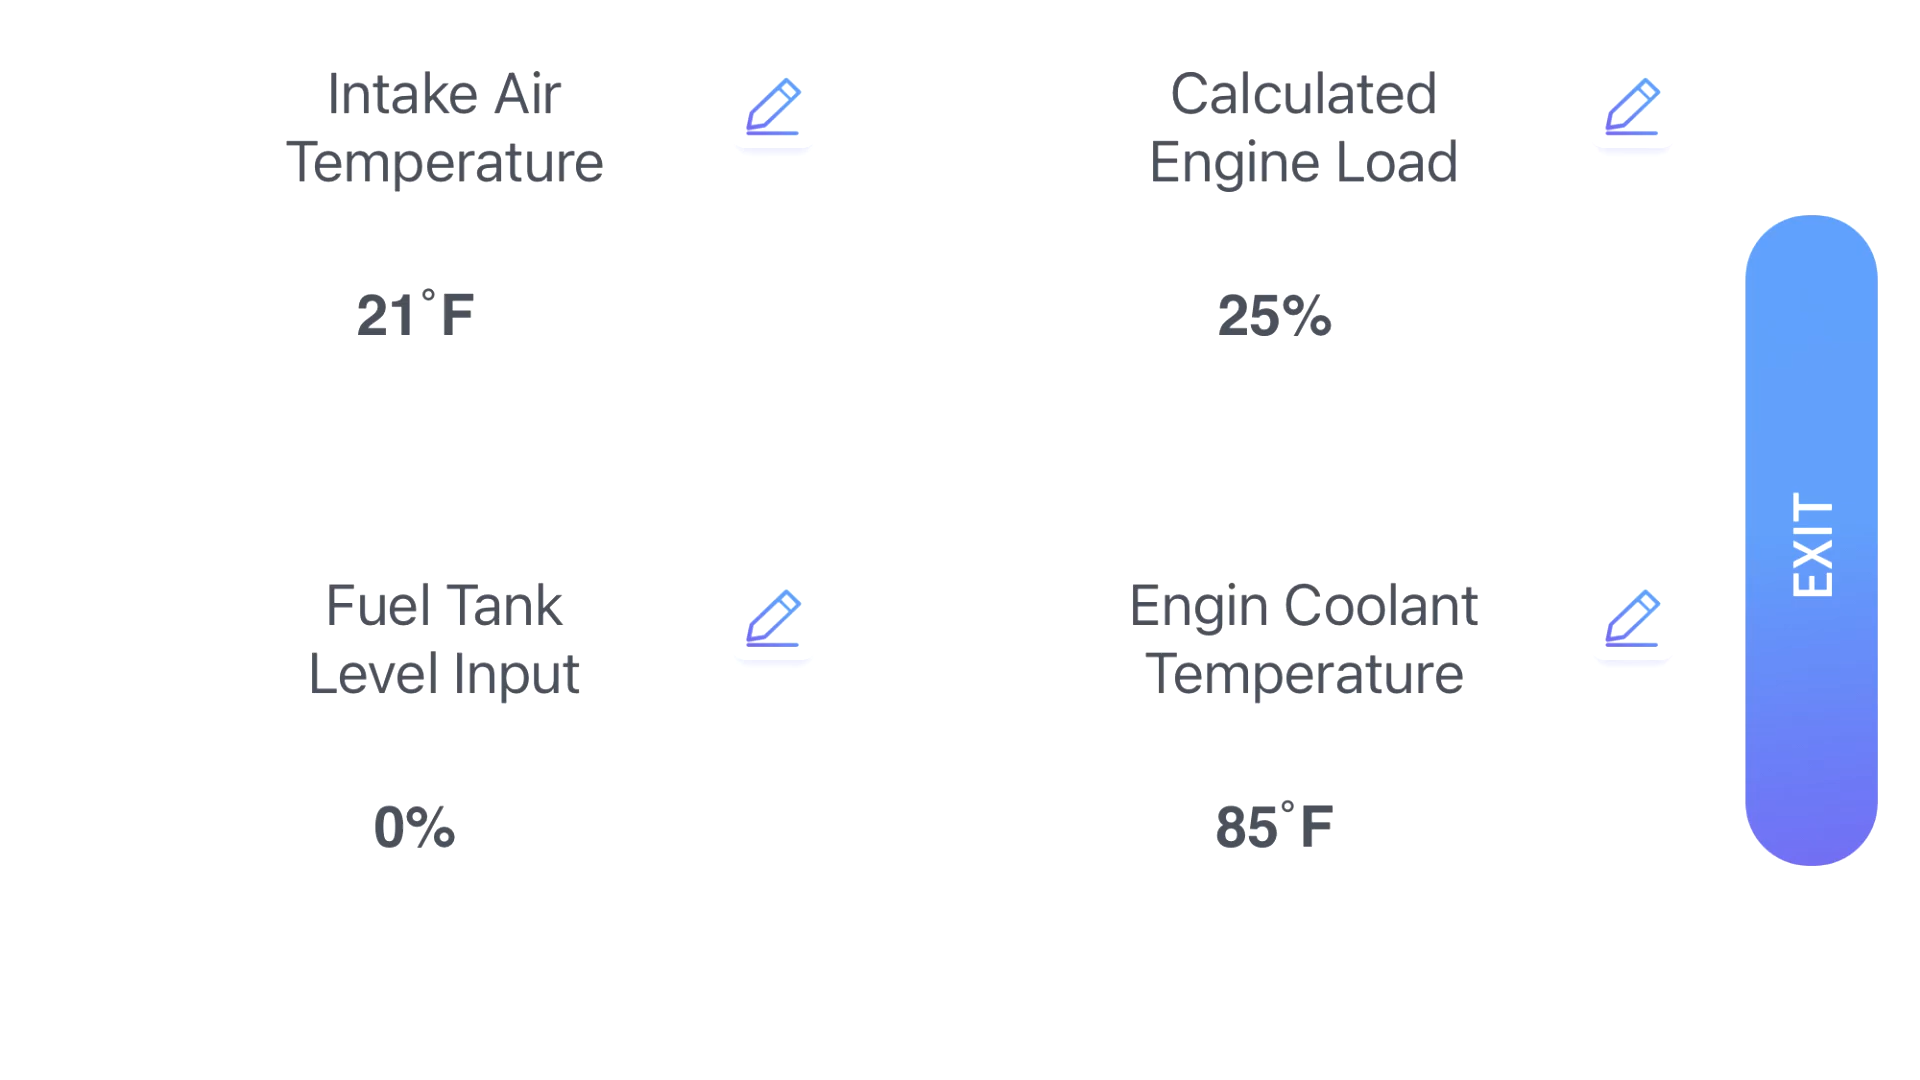 Intake Air
Temperature
21°F
Calculated
Engine Load
25%
Fuel Tank
Level Input
0%
Engin Coolant
Temperature
85°F
EXIT